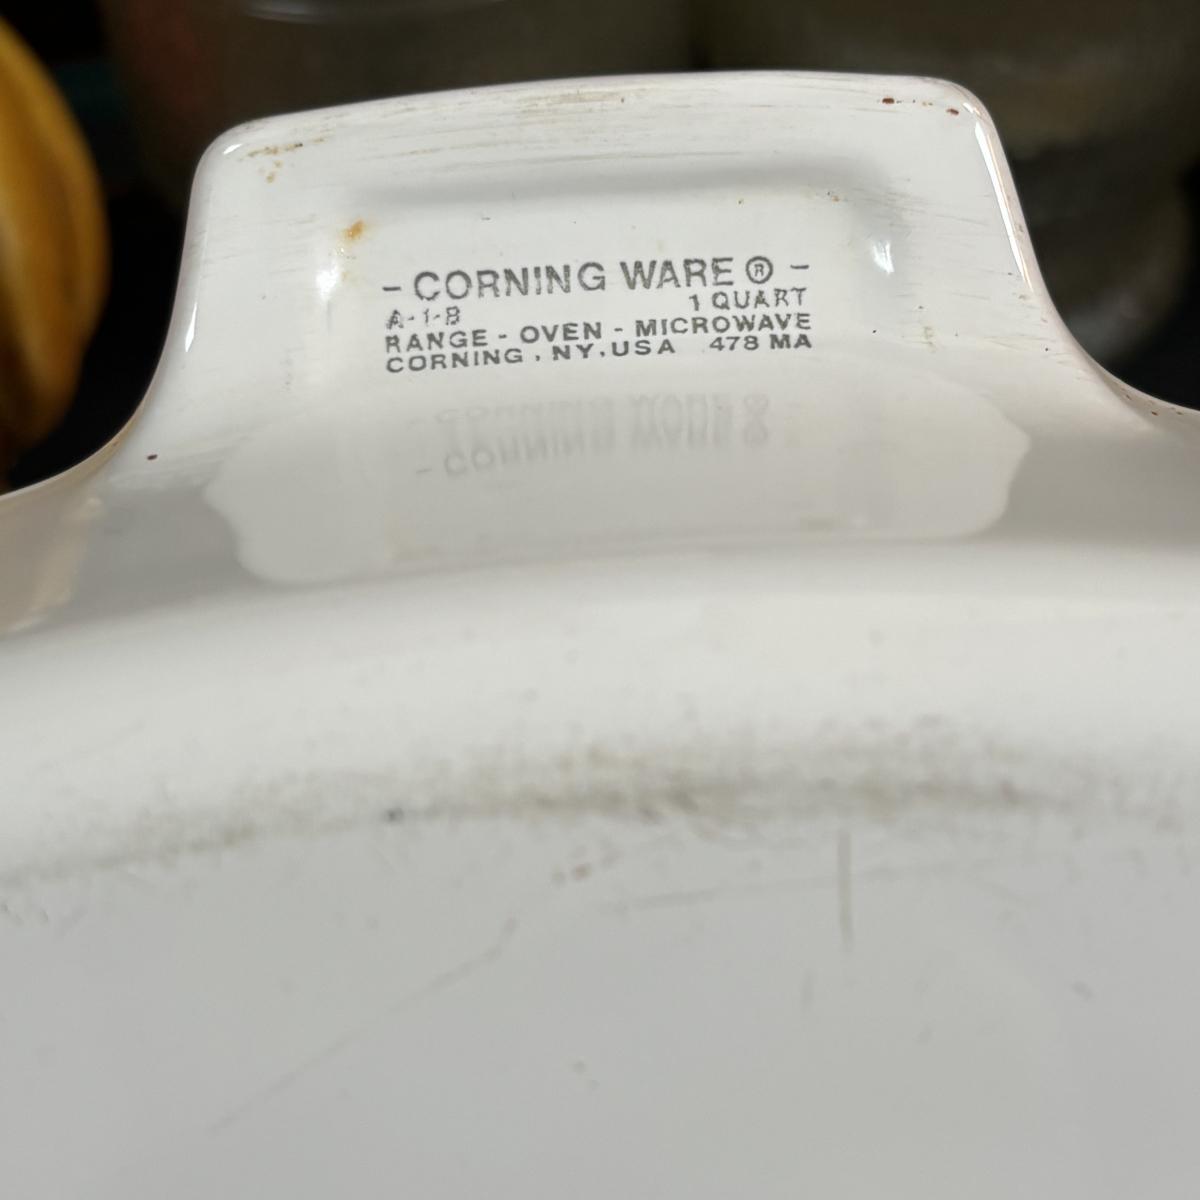 - CORNING WARE ® -
A-1-B 1 QUART
RANGE - OVEN - MICROWAVE
CORNING, NY, USA 478 MA